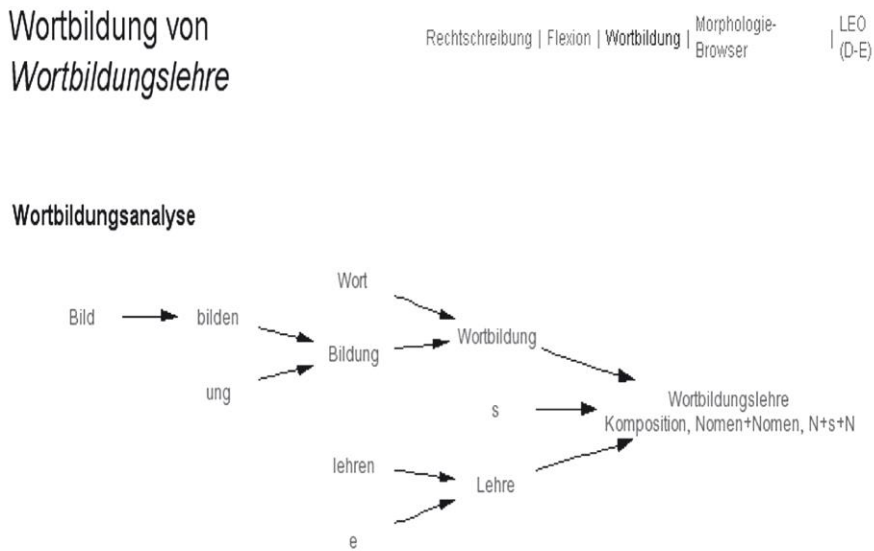 Wortbildung von
Wortbildungslehre
Rechtschreibung | Flexion | Wortbildung | Morphologie-
Browser | LEO
(D-E)
Wortbildungsanalyse
Wort
Bild bilden
Wortbildung
Bildung
ung
Wortbildungslehre
s
Komposition, Nomen+Nomen, N+s+N
lehren
Lehre
e